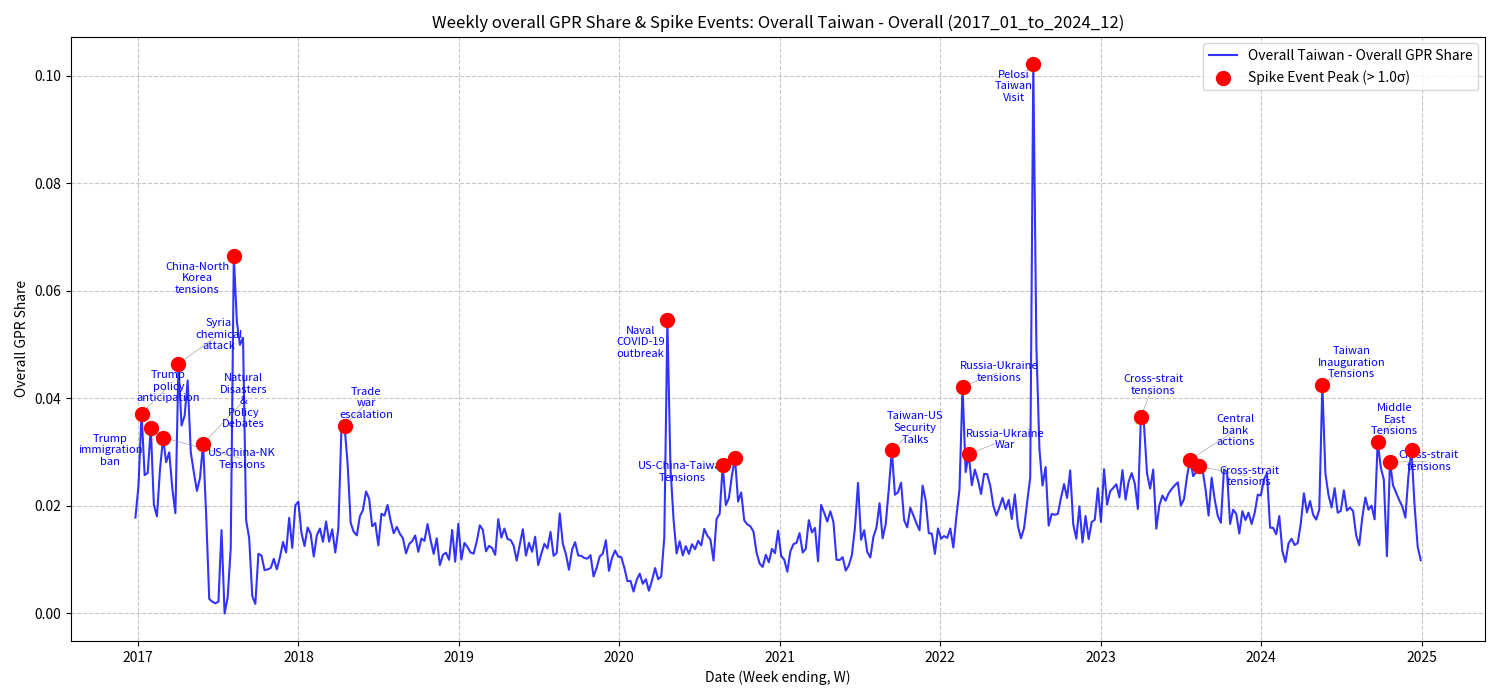 Weekly overall GPR Share & Spike Events: Overall Taiwan - Overall (2017_01_to_2024_12)
Overall Taiwan - Overall GPR Share
Spike Event Peak (> 1.0σ)
Overall GPR Share
0.10
0.08
0.06
0.04
0.02
0.00
Pelosi
Taiwan
Visit
China-North
Korea
tensions
Syria
chemical
attack
Trump
policy
anticipation
Natural
Disasters
&
Policy
Debates
Trump
immigration
ban
US-China-NK
Tensions
Trade
war
escalation
Naval
COVID-19
outbreak
US-China-Taiwan
Tensions
Taiwan-US
Security
Talks
Russia-Ukraine
tensions
Russia-Ukraine
War
Cross-strait
tensions
Central
bank
actions
Cross-strait
tensions
Taiwan
Inauguration
Tensions
Middle
East
Tensions
Cross-strait
tensions
2017
2018
2019
2020
2021
2022
2023
2024
2025
Date (Week ending, W)